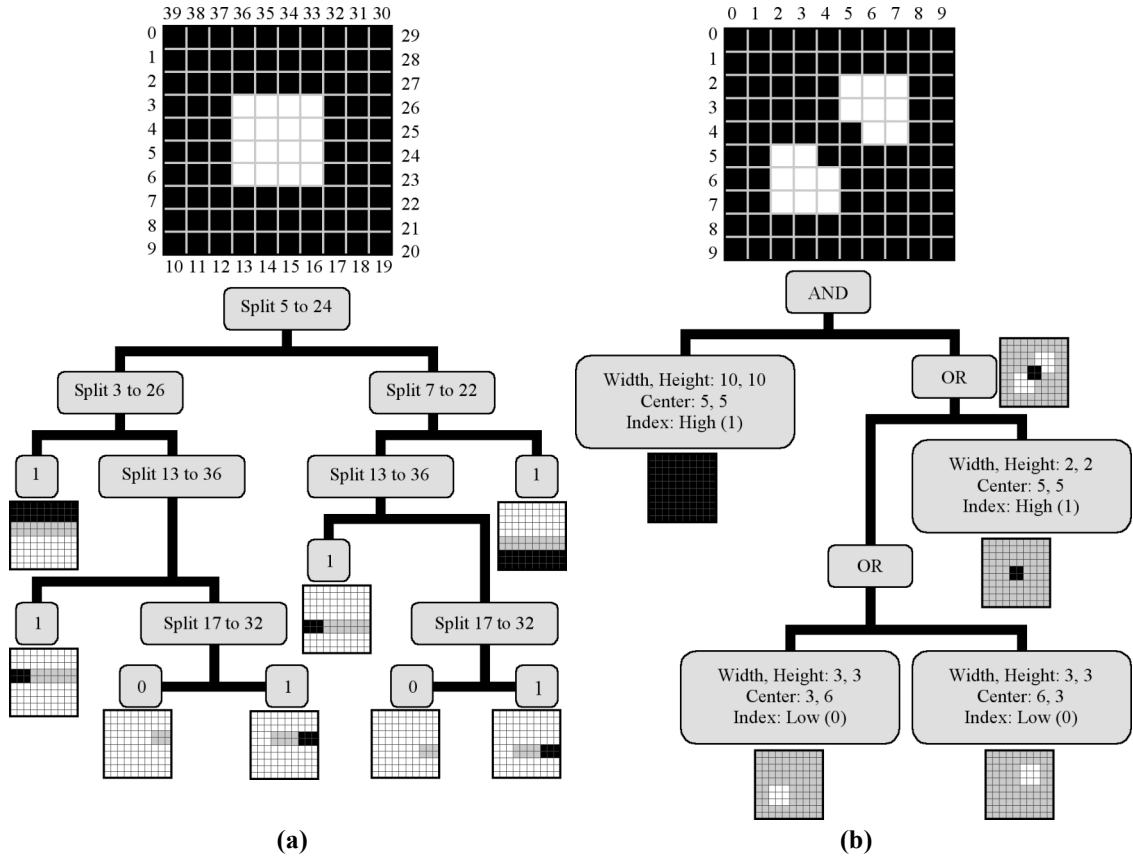 39 38 37 36 35 34 33 32 31 30
0 29
1 28
2 27
3 26
4 25
5 24
6 23
7 22
8 21
9 20
10 11 12 13 14 15 16 17 18 19
Split 5 to 24
Split 3 to 26
Split 7 to 22
1
Split 13 to 36
Split 13 to 36
1
1
1
Split 17 to 32
Split 17 to 32
0
1
0
1
(a)
0 1 2 3 4 5 6 7 8 9
0
1
2
3
4
5
6
7
8
9
AND
Width, Height: 10, 10
Center: 5, 5
Index: High (1)
OR
Width, Height: 2, 2
Center: 5, 5
Index: High (1)
OR
Width, Height: 3, 3
Center: 3, 6
Index: Low (0)
Width, Height: 3, 3
Center: 6, 3
Index: Low (0)
(b)